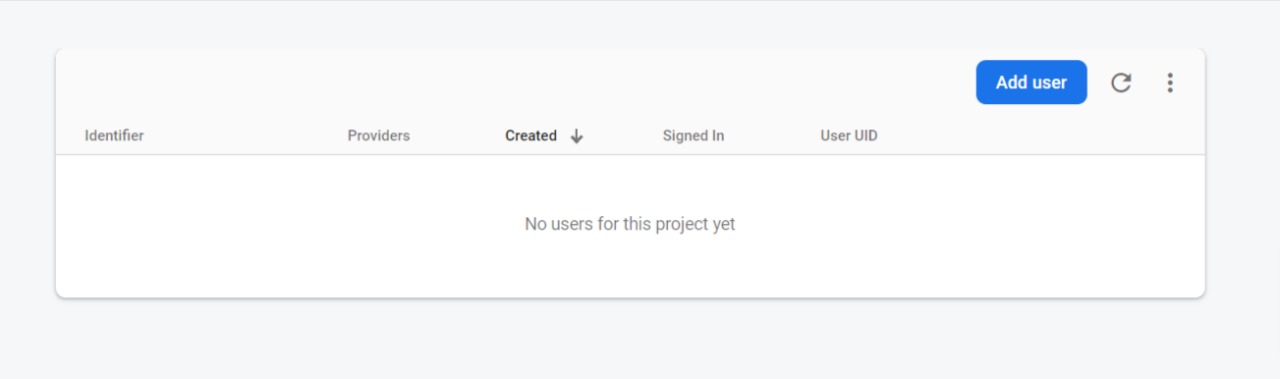 Add user
Identifier Providers Created Signed In User UID
No users for this project yet